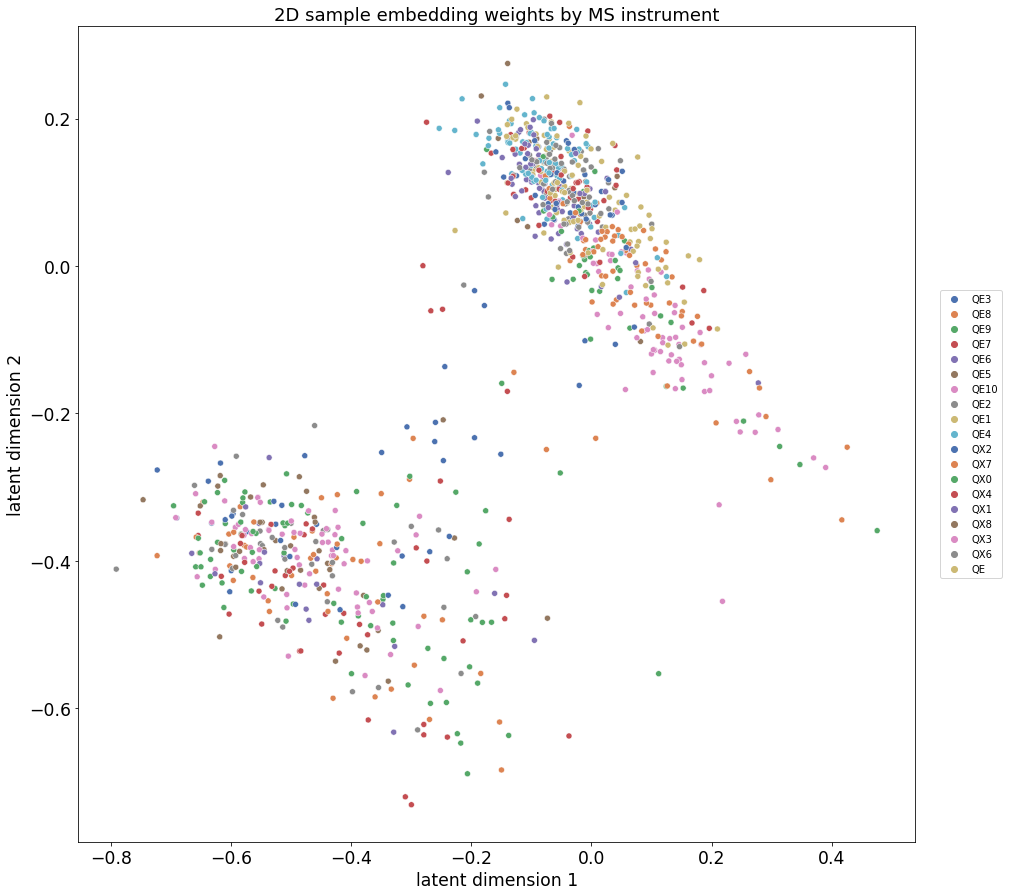 2D sample embedding weights by MS instrument
latent dimension 2
0.2
0.0
−0.2
−0.4
−0.6
−0.8
−0.6
−0.4
−0.2
0.0
0.2
0.4
latent dimension 1
QE3
QE8
QE9
QE7
QE6
QE5
QE10
QE2
QE1
QE4
QX2
QX7
QX0
QX4
QX1
QX8
QX3
QX6
QE